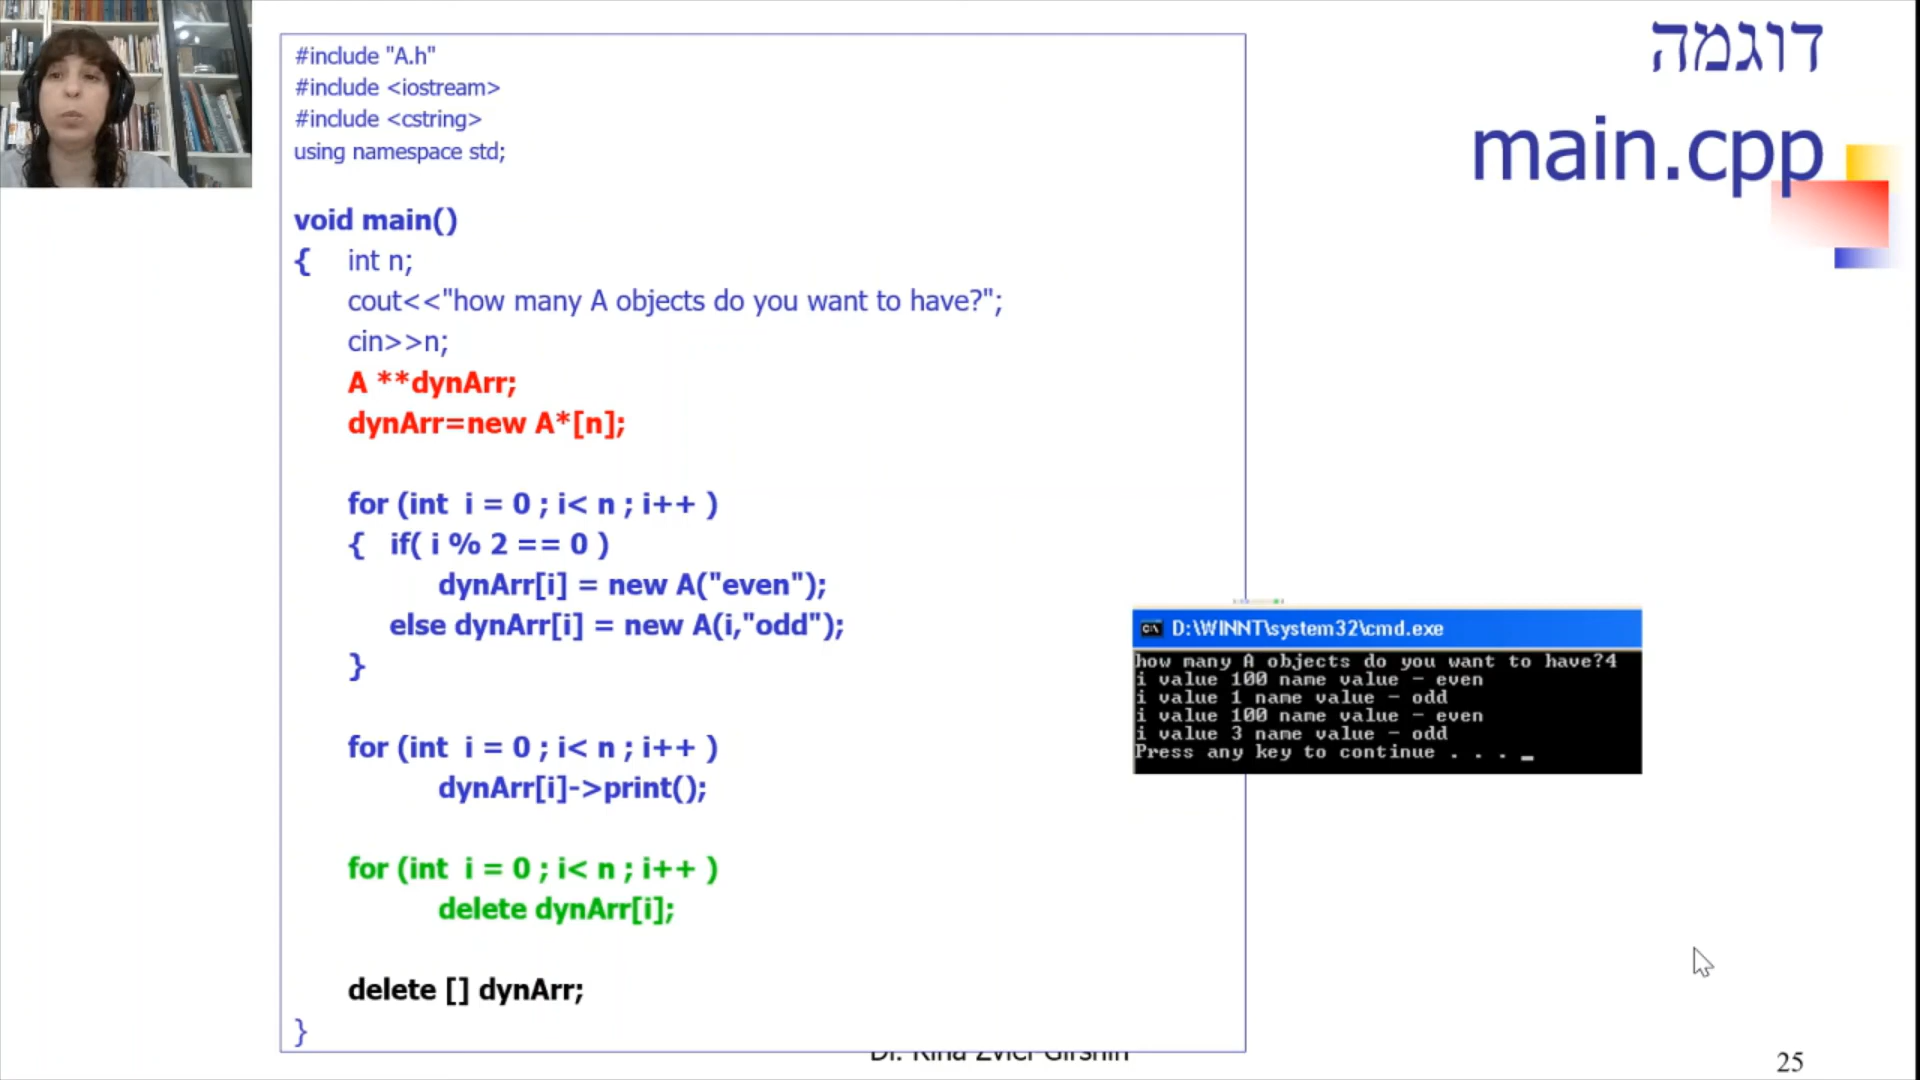 דוגמה
main.cpp
#include "A.h"
#include <iostream>
#include <cstring>
using namespace std;
void main()
{ int n;
cout<<"how many A objects do you want to have?";
cin>>n;
A **dynArr;
dynArr=new A*[n];
for (int i = 0 ; i< n ; i++ )
{ if( i % 2 == 0 )
dynArr[i] = new A("even");
else dynArr[i] = new A(i,"odd");
}
for (int i = 0 ; i< n ; i++ )
dynArr[i]->print();
for (int i = 0 ; i< n ; i++ )
delete dynArr[i];
delete [] dynArr;
}
D:\WINNT\system32\cmd.exe
how many A objects do you want to have?4
i value 100 name value - even
i value 1 name value - odd
i value 100 name value - even
i value 3 name value - odd
Press any key to continue . . . _
Dr. Rina Zviel Girshin
25